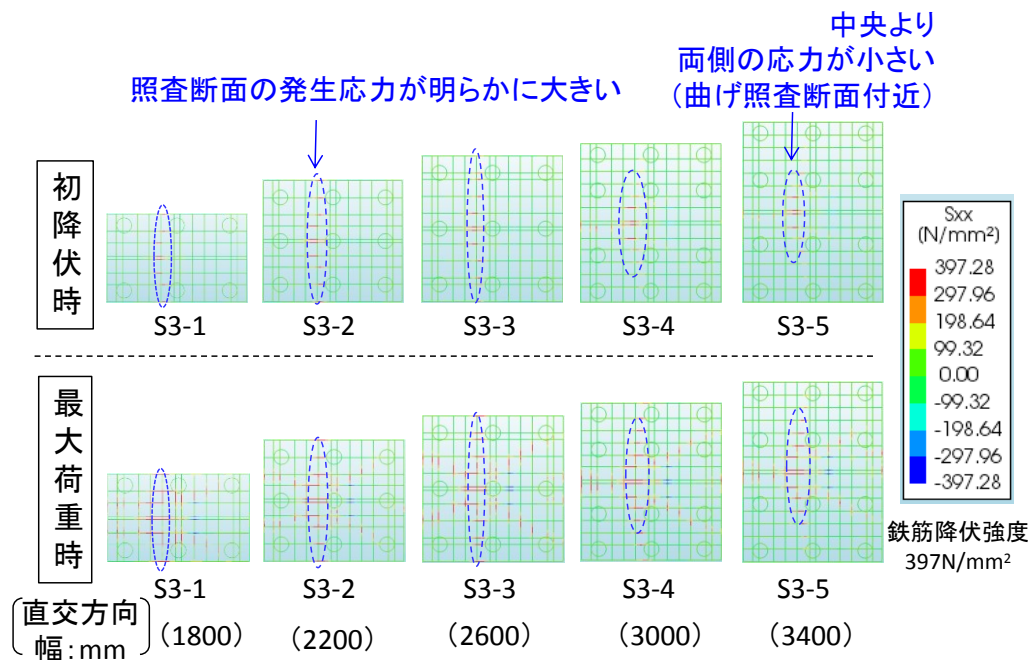 中央より
両側の応力が小さい
（曲げ照査断面付近）
照査断面の発生応力が明らかに大きい
初降伏時
S3-1
S3-2
S3-3
S3-4
S3-5
Sxx
(N/mm²)
397.28
297.96
198.64
99.32
0.00
-99.32
-198.64
-297.96
-397.28
鉄筋降伏強度
397N/mm²
最大荷重時
S3-1
S3-2
S3-3
S3-4
S3-5
直交方向
幅:mm
（1800）
（2200）
（2600）
（3000）
（3400）